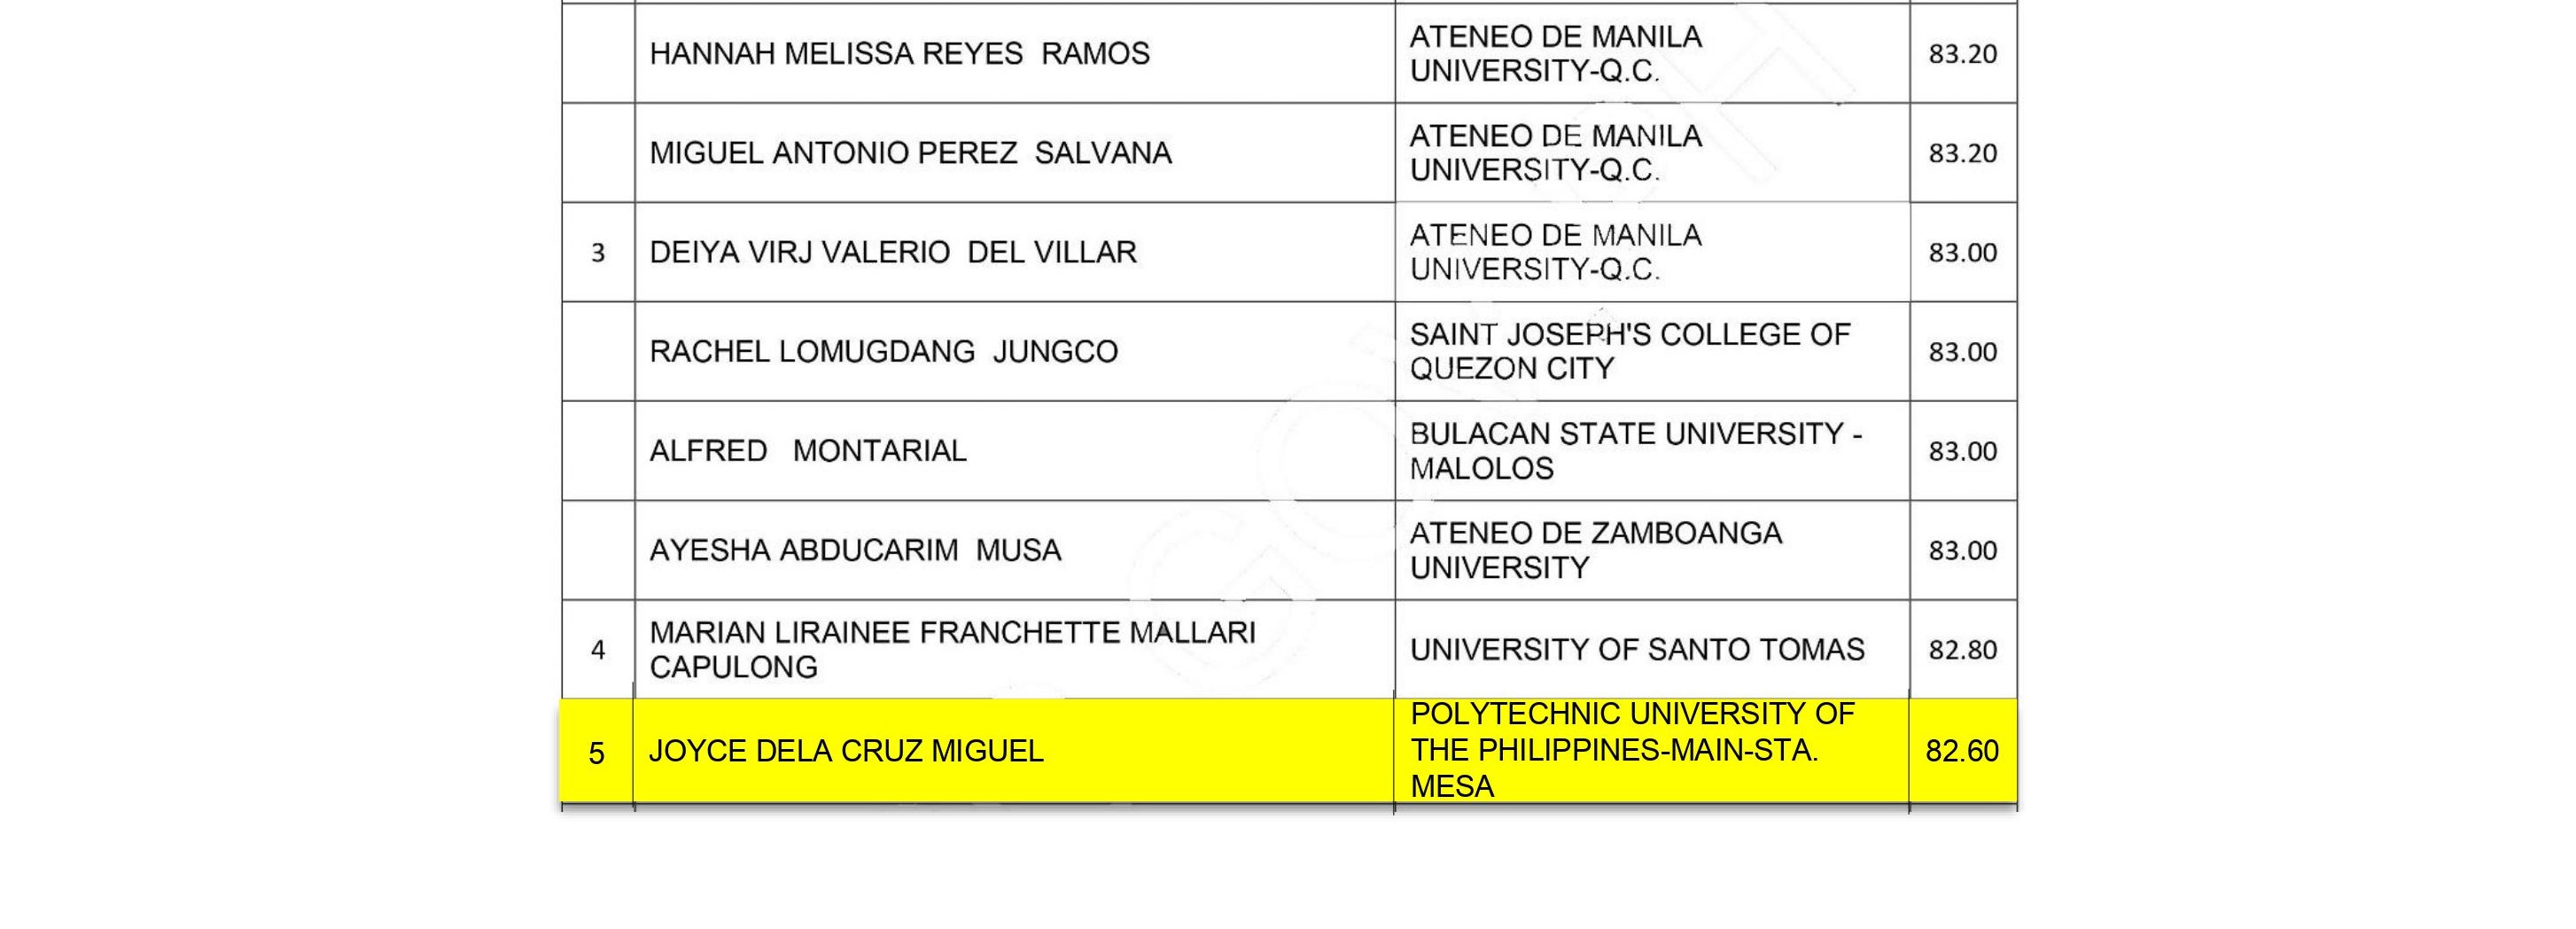 HANNAH MELISSA REYES RAMOS
ATENEO DE MANILA
UNIVERSITY-Q.C.
83.20
MIGUEL ANTONIO PEREZ SALVANA
ATENEO DE MANILA
UNIVERSITY-Q.C.
83.20
3
DEIYA VIRJ VALERIO DEL VILLAR
ATENEO DE MANILA
UNIVERSITY-Q.C.
83.00
RACHEL LOMUGDANG JUNGCO
SAINT JOSEPH'S COLLEGE OF
QUEZON CITY
83.00
ALFRED MONTARIAL
BULACAN STATE UNIVERSITY -
MALOLOS
83.00
AYESHA ABDUCARIM MUSA
ATENEO DE ZAMBOANGA
UNIVERSITY
83.00
4
MARIAN LIRAINEE FRANCHETTE MALLARI
CAPULONG
UNIVERSITY OF SANTO TOMAS
82.80
5
JOYCE DELA CRUZ MIGUEL
POLYTECHNIC UNIVERSITY OF
THE PHILIPPINES-MAIN-STA.
MESA
82.60